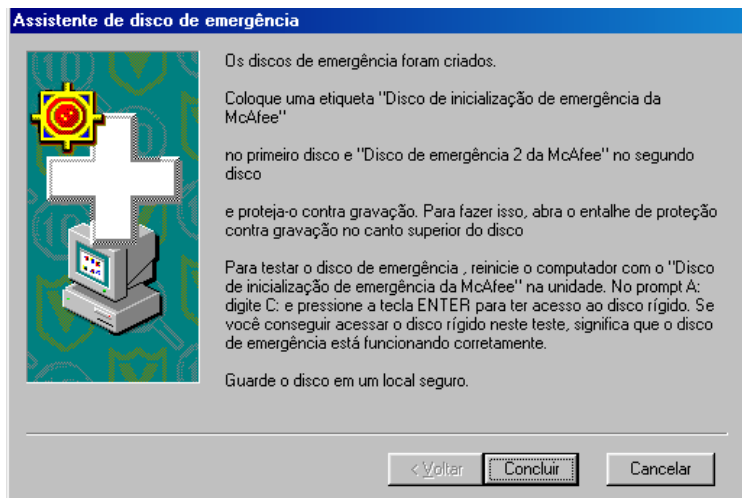 Assistente de disco de emergência
Os discos de emergência foram criados.
Coloque uma etiqueta "Disco de inicialização de emergência da
McAfee"
no primeiro disco e "Disco de emergência 2 da McAfee" no segundo
disco
e proteja-o contra gravação. Para fazer isso, abra o entalhe de proteção
contra gravação no canto superior do disco
Para testar o disco de emergência , reinicie o computador com o "Disco
de inicialização de emergência da McAfee" na unidade. No prompt A:
digite C: e pressione a tecla ENTER para ter acesso ao disco rígido. Se
você conseguir acessar o disco rígido neste teste, significa que o disco
de emergência está funcionando corretamente.
Guarde o disco em um local seguro.
< Voltar Concluir Cancelar